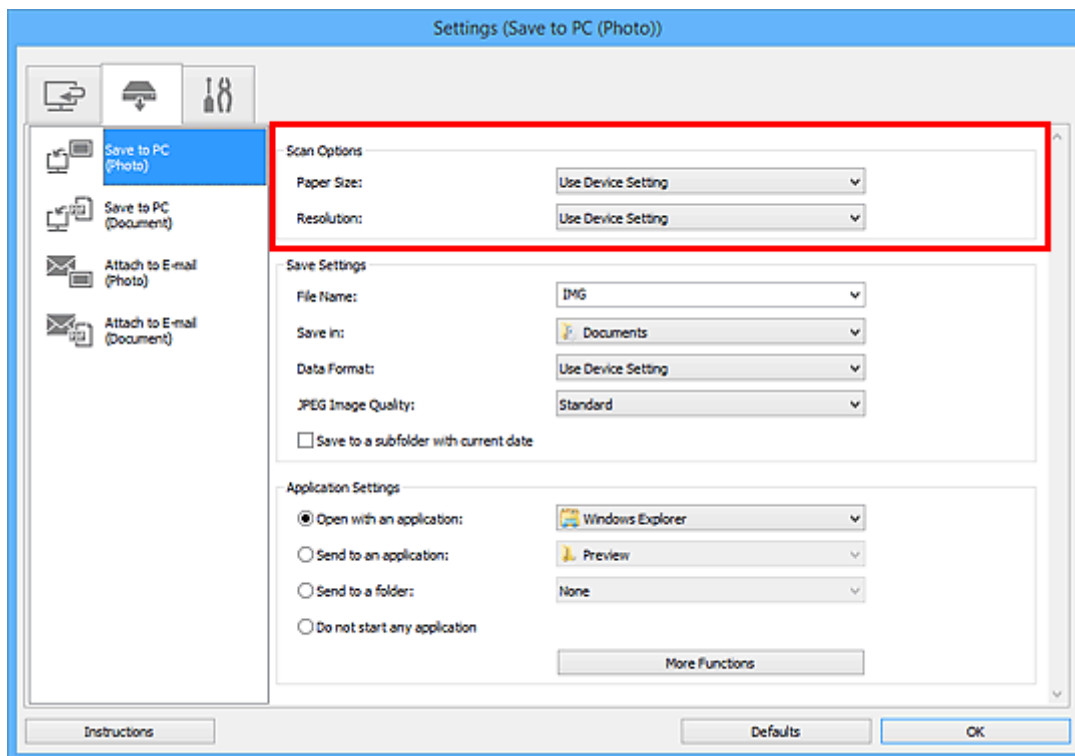 Settings (Save to PC (Photo))
Save to PC
(Photo)
Save to PC
(Document)
Attach to E-mail
(Photo)
Attach to E-mail
(Document)
Scan Options
Paper Size: Use Device Setting
Resolution: Use Device Setting
Save Settings
File Name: IMG
Save in: Documents
Data Format: Use Device Setting
JPEG Image Quality: Standard
Save to a subfolder with current date
Application Settings
Open with an application: Windows Explorer
Send to an application: Preview
Send to a folder: None
Do not start any application
More Functions
Instructions Defaults OK